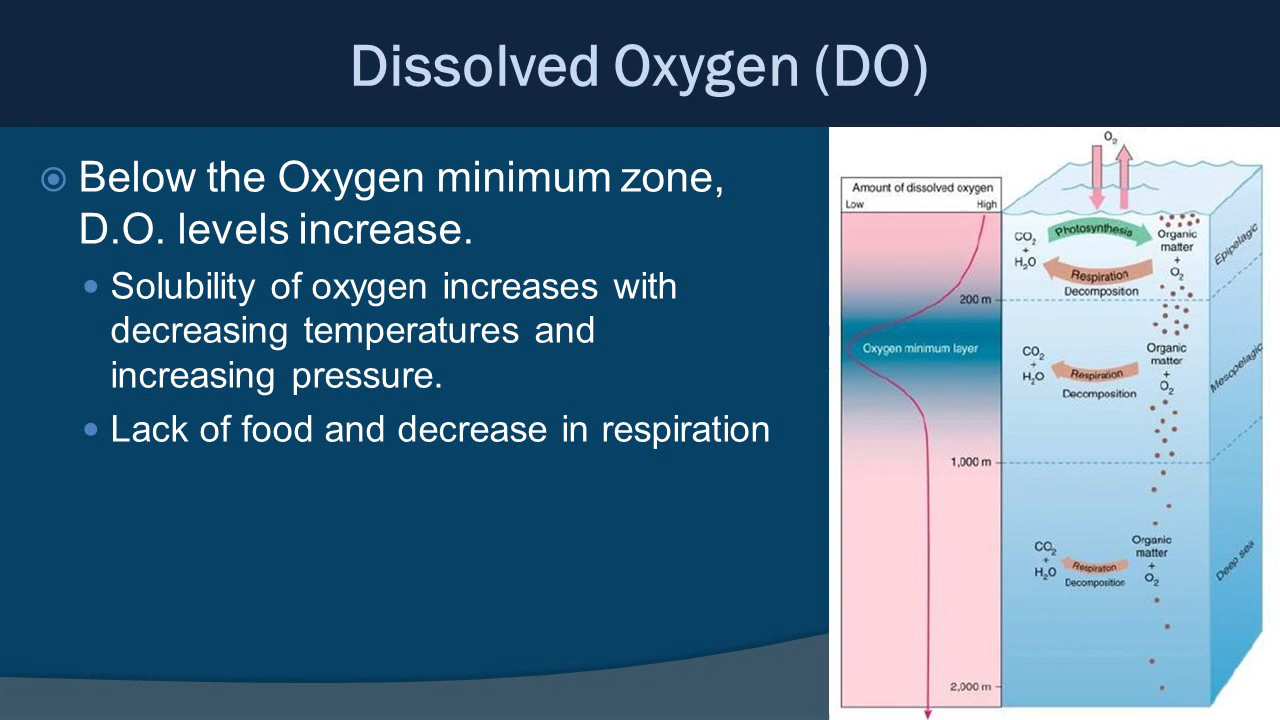 Dissolved Oxygen (DO)
Below the Oxygen minimum zone,
D.O. levels increase.
Solubility of oxygen increases with
decreasing temperatures and
increasing pressure.
Lack of food and decrease in respiration
O₂
Amount of dissolved oxygen
Low High
CO₂
+
H₂O
Photosynthesis
Organic
matter
+
O₂
Respiration
Decomposition
Epipelagic
200 m
Oxygen minimum layer
CO₂
+
H₂O
Respiration
Decomposition
Organic
matter
+
O₂
Mesopelagic
1,000 m
CO₂
+
H₂O
Respiration
Decomposition
Organic
matter
+
O₂
Deep sea
2,000 m